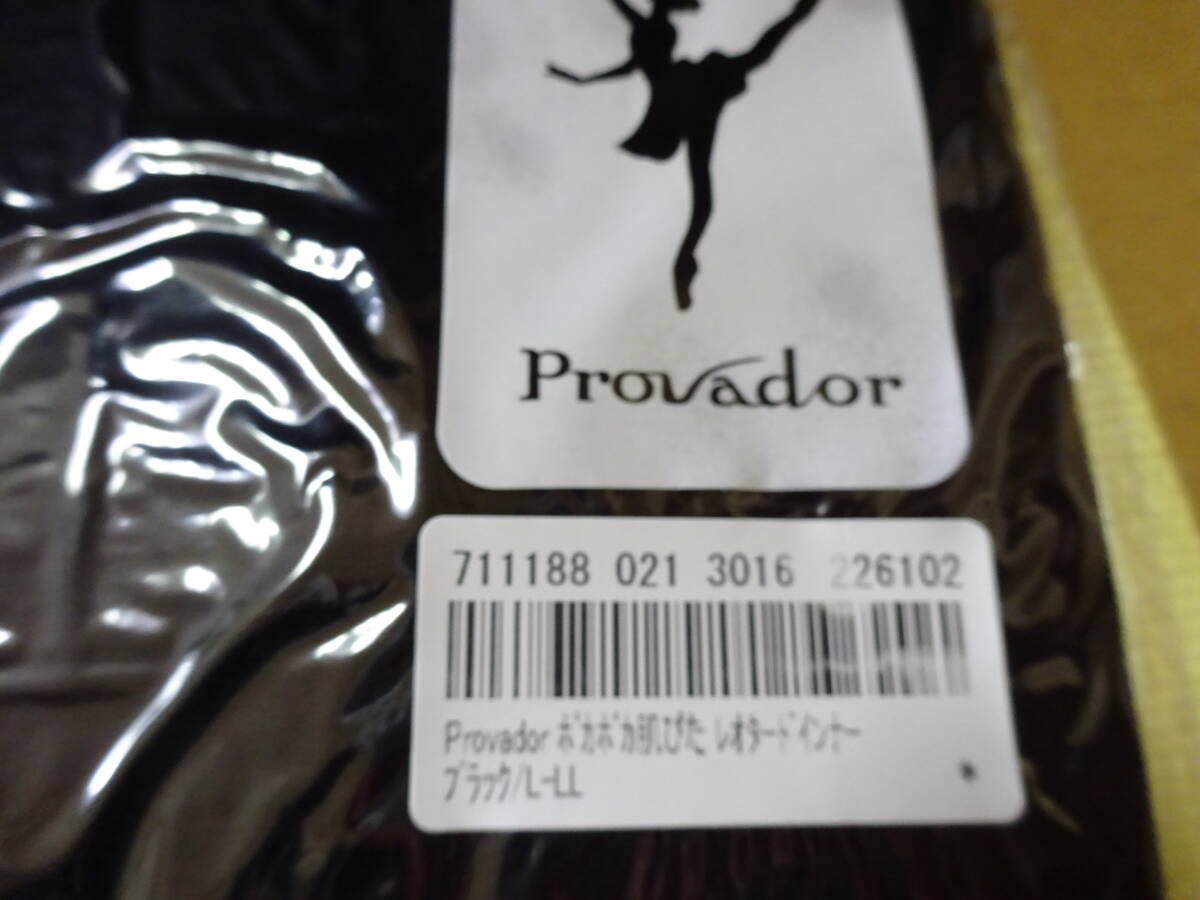 Provador
711188 021 3016 226102
Provador ﾎﾟｶﾎﾟｶ肌ぴた ﾚｵﾀｰﾄﾞｲﾝﾅｰ
ﾌﾞﾗｯｸ/L-LL
*